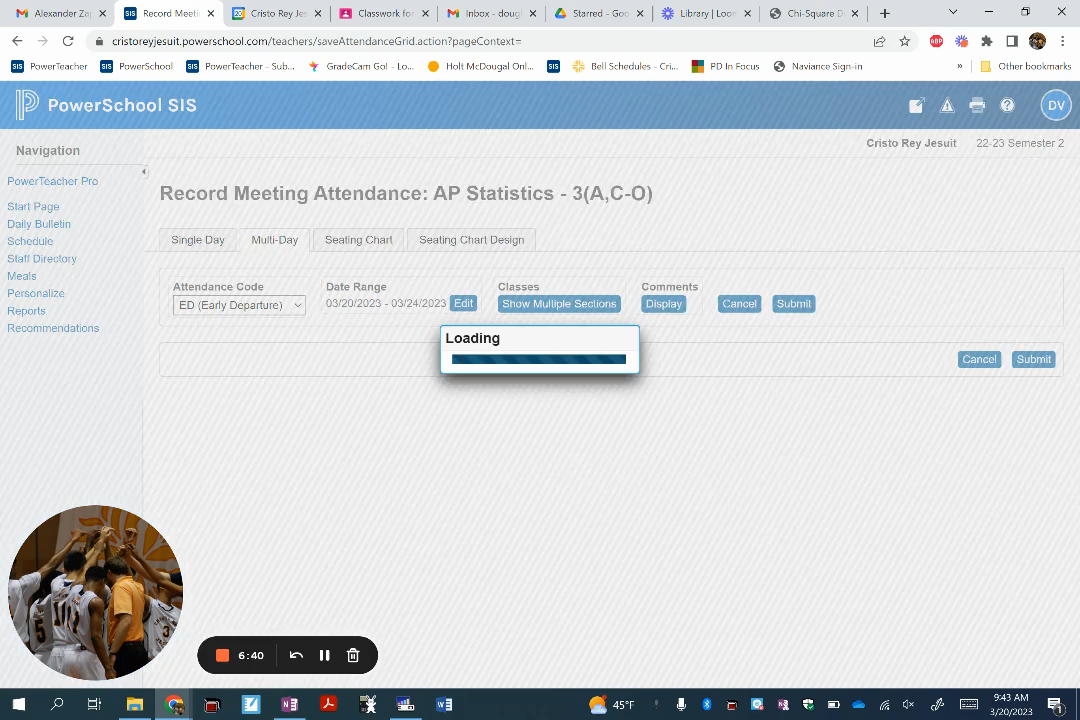 Alexander Zap
Record Meeti
Cristo Rey Jes
Classwork for
Inbox - doug
Starred - Goo
Library | Loom
Chi-Square D
cristoreyjesuit.powerschool.com/teachers/saveAttendanceGrid.action?pageContext=
PowerTeacher
PowerSchool
PowerTeacher - Sub...
GradeCam Go! - Lo...
Holt McDougal Onl...
Bell Schedules - Cri...
PD In Focus
Naviance Sign-in
»
Other bookmarks
PowerSchool SIS
DV
Navigation
Cristo Rey Jesuit 22-23 Semester 2
PowerTeacher Pro
Start Page
Daily Bulletin
Schedule
Staff Directory
Meals
Personalize
Reports
Recommendations
Record Meeting Attendance: AP Statistics - 3(A,C-O)
Single Day
Multi-Day
Seating Chart
Seating Chart Design
Attendance Code
ED (Early Departure)
Date Range
03/20/2023 - 03/24/2023 Edit
Classes
Show Multiple Sections
Comments
Display
Cancel
Submit
Loading
Cancel
Submit
6:40
45°F
9:43 AM
3/20/2023